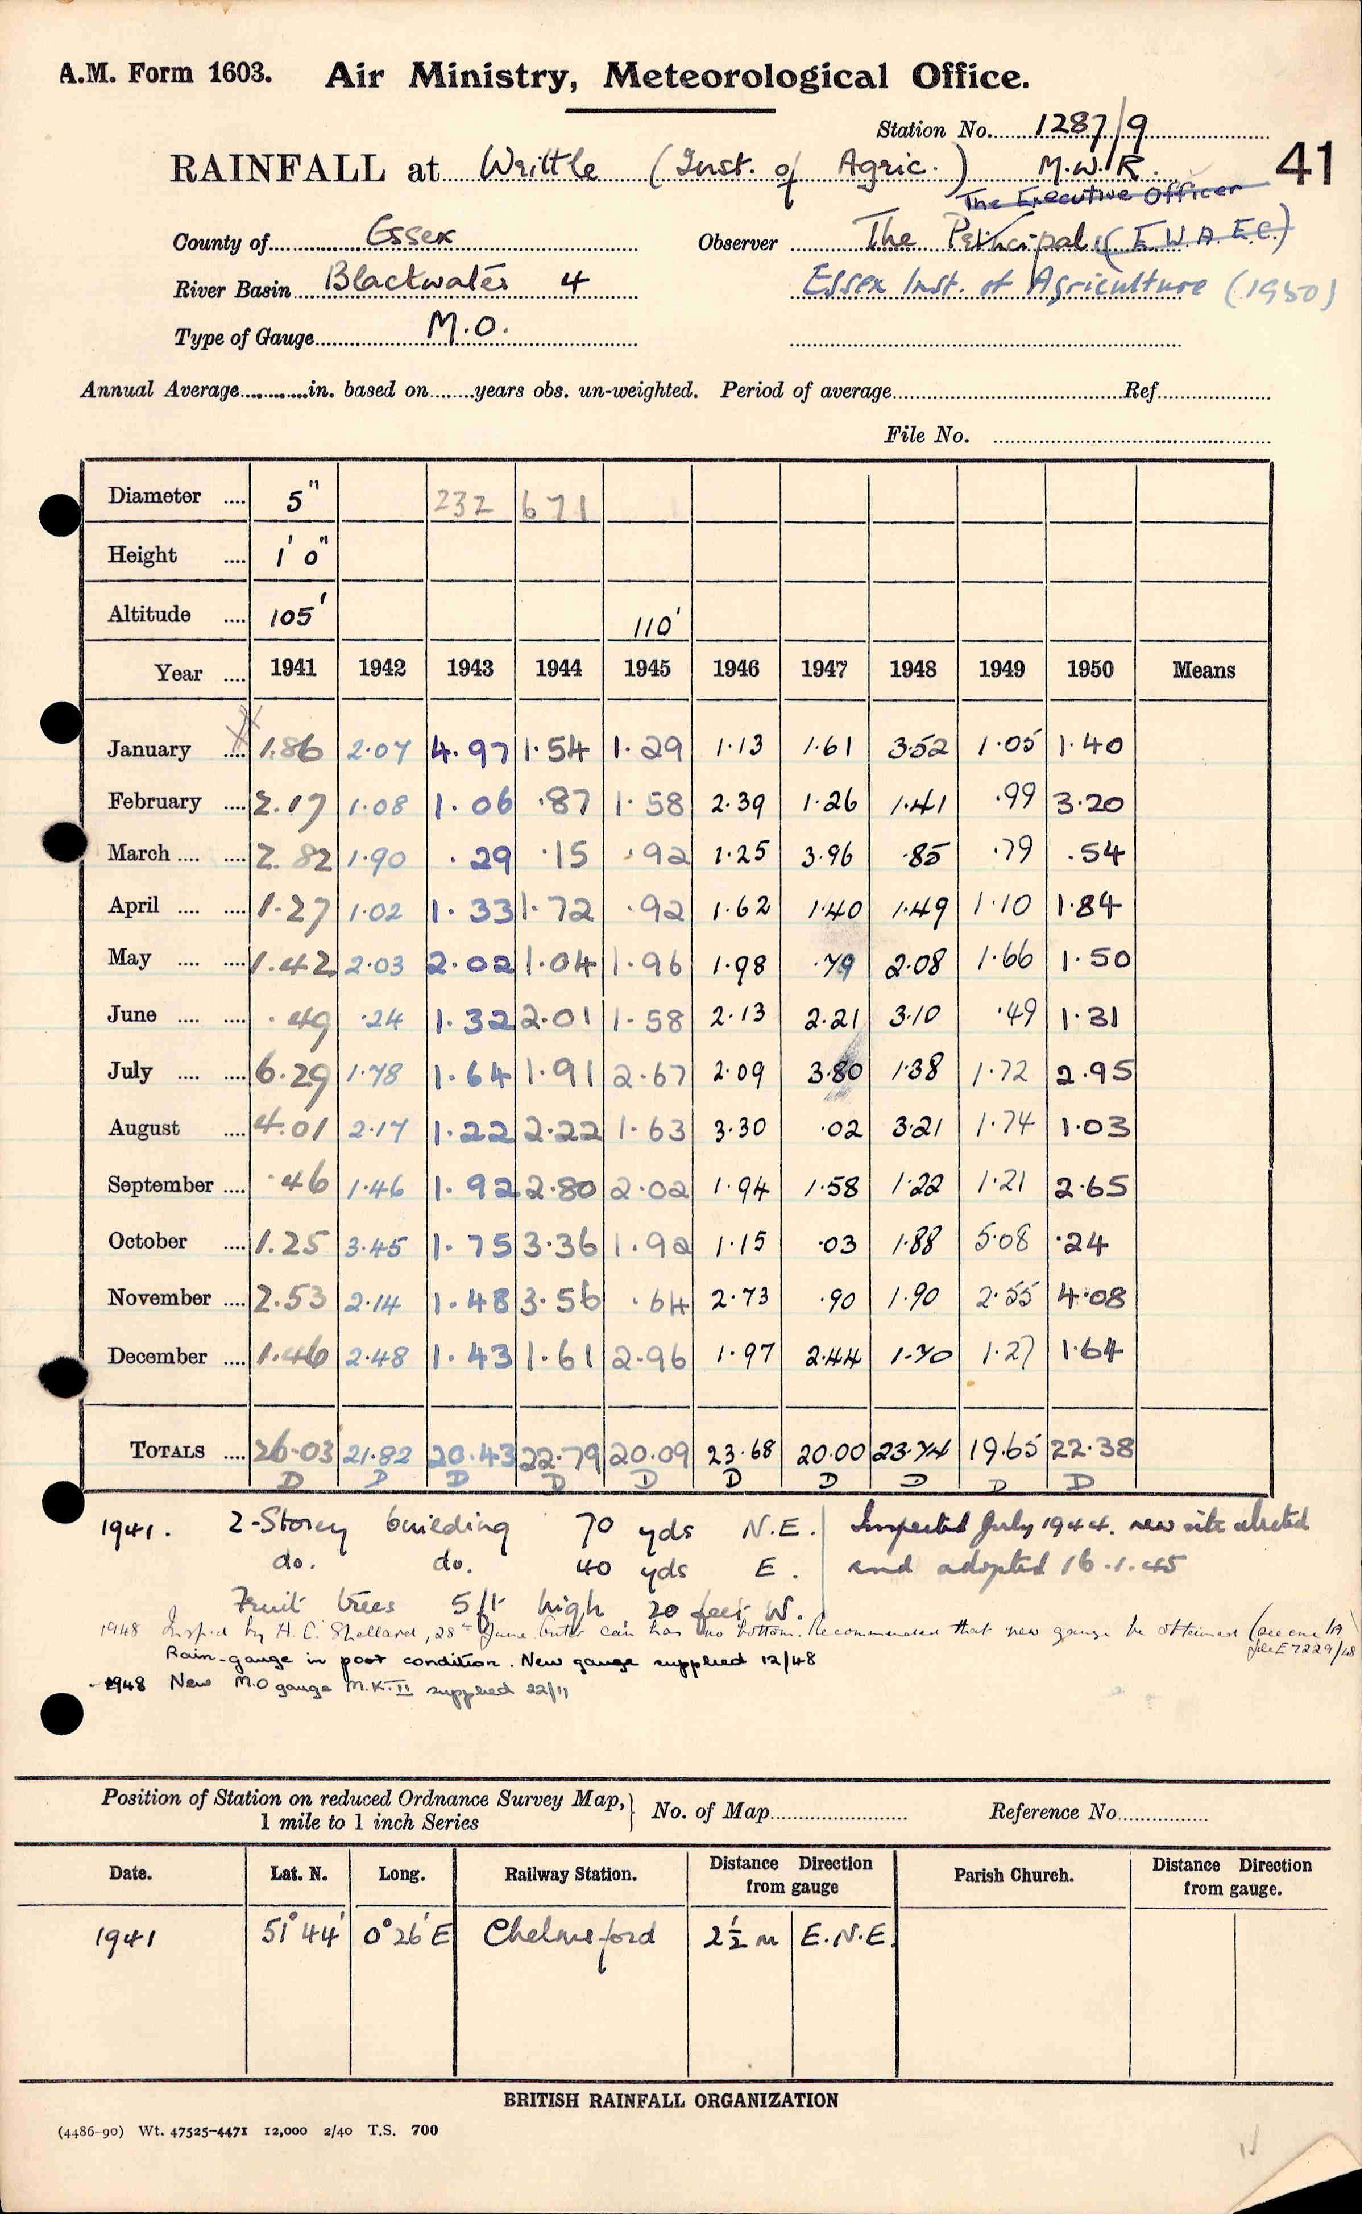 A.M. Form 1603. Air Ministry, Meteorological Office.
Station No. 1287/9
RAINFALL at Writtle (Inst. of Agric.) M.W.R. 41
The Executive Officer
County of Essex Observer The Principal (E.W.A.E.C.)
River Basin Blackwater 4 Essex Inst. of Agriculture (1950)
Type of Gauge M.O.
Annual Average in. based on years obs. un-weighted. Period of average Ref.
File No.
Diameter 5" 232 671
Height 1' 0"
Altitude 105' 110'
Year 1941 1942 1943 1944 1945 1946 1947 1948 1949 1950 Means
January 1.86 2.07 4.97 1.54 1.29 1.13 1.61 3.52 1.05 1.40
February 2.17 1.08 1.06 .87 1.58 2.39 1.26 1.41 .99 3.20
March 2.82 1.90 .29 .15 .92 1.25 3.96 .85 .79 .54
April 1.27 1.02 1.33 1.72 .92 1.62 1.40 1.49 1.10 1.84
May 1.42 2.03 2.02 1.04 1.96 1.98 .79 2.08 1.66 1.50
June .49 .24 1.32 2.01 1.58 2.13 2.21 3.10 .49 1.31
July 6.29 1.78 1.64 1.91 2.67 2.09 3.80 1.38 1.72 2.95
August 4.01 2.17 1.22 2.22 1.63 3.30 .02 3.21 1.74 1.03
September .46 1.46 1.92 2.80 2.02 1.94 1.58 1.22 1.21 2.65
October 1.25 3.45 1.75 3.36 1.92 1.15 .03 1.88 5.08 .24
November 2.53 2.14 1.48 3.56 .64 2.73 .90 1.90 2.55 4.08
December 1.46 2.48 1.43 1.61 2.96 1.97 2.44 1.70 1.27 1.64
TOTALS 26.03 21.82 20.43 22.79 20.09 23.68 20.00 23.74 19.65 22.38
D D D D D D D D D D
1941. 2-Storey building 70 yds N.E. Inspected July 1944. new site selected
do. do. 40 yds E. and adopted 16.1.45
Fruit trees 5 ft high 20 feet W.
1948 Inspd by H.C. Shellard, 28th June. Outer can has no bottom. Recommended that new gauge be obtained (see
file E7229/48
Rain-gauge in poor condition. New gauge supplied 12/48
1948 New M.O gauge M.K. II supplied 22/11
Position of Station on reduced Ordnance Survey Map, 1 mile to 1 inch Series } No. of Map Reference No.
Date. Lat. N. Long. Railway Station. Distance Direction from gauge Parish Church. Distance Direction from gauge.
1941 51° 44' 0° 26' E Chelmsford 2½ m E.N.E.
BRITISH RAINFALL ORGANIZATION
(4486-90) Wt. 47525-4471 12,000 2/40 T.S. 700